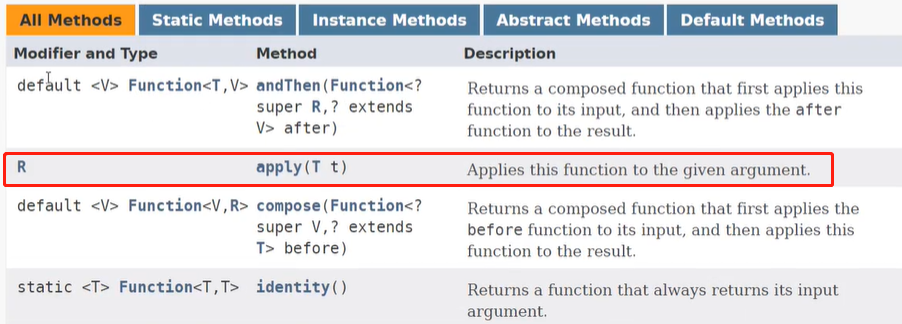 All Methods Static Methods Instance Methods Abstract Methods Default Methods
Modifier and Type Method Description
default <V> Function<T,V> andThen(Function<?
super R,? extends
V> after)
Returns a composed function that first applies this
function to its input, and then applies the after
function to the result.
R apply(T t) Applies this function to the given argument.
default <V> Function<V,R> compose(Function<?
super V,? extends
T> before)
Returns a composed function that first applies the
before function to its input, and then applies this
function to the result.
static <T> Function<T,T> identity()
Returns a function that always returns its input
argument.